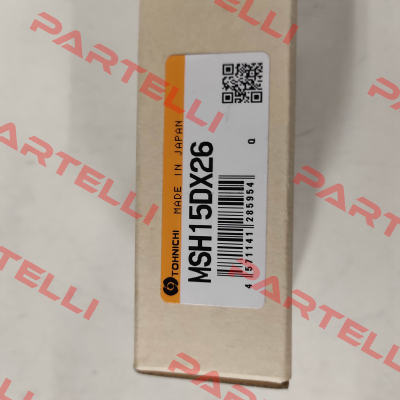 TOHNICHI MADE IN JAPAN
MSH15DX26
4 571141 285954
Q
PARTELLI
PARTELLI
PARTELLI
PARTELLI
PARTELLI